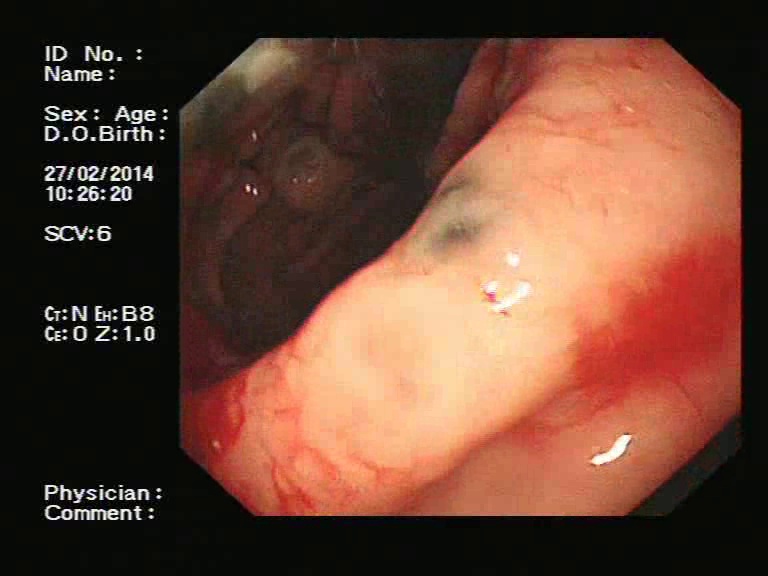 ID No. :
Name:
Sex: Age:
D.O.Birth:
27/02/2014
10:26:20
SCV:6
CT:N EH:B8
CE:0 Z:1.0
Physician:
Comment: